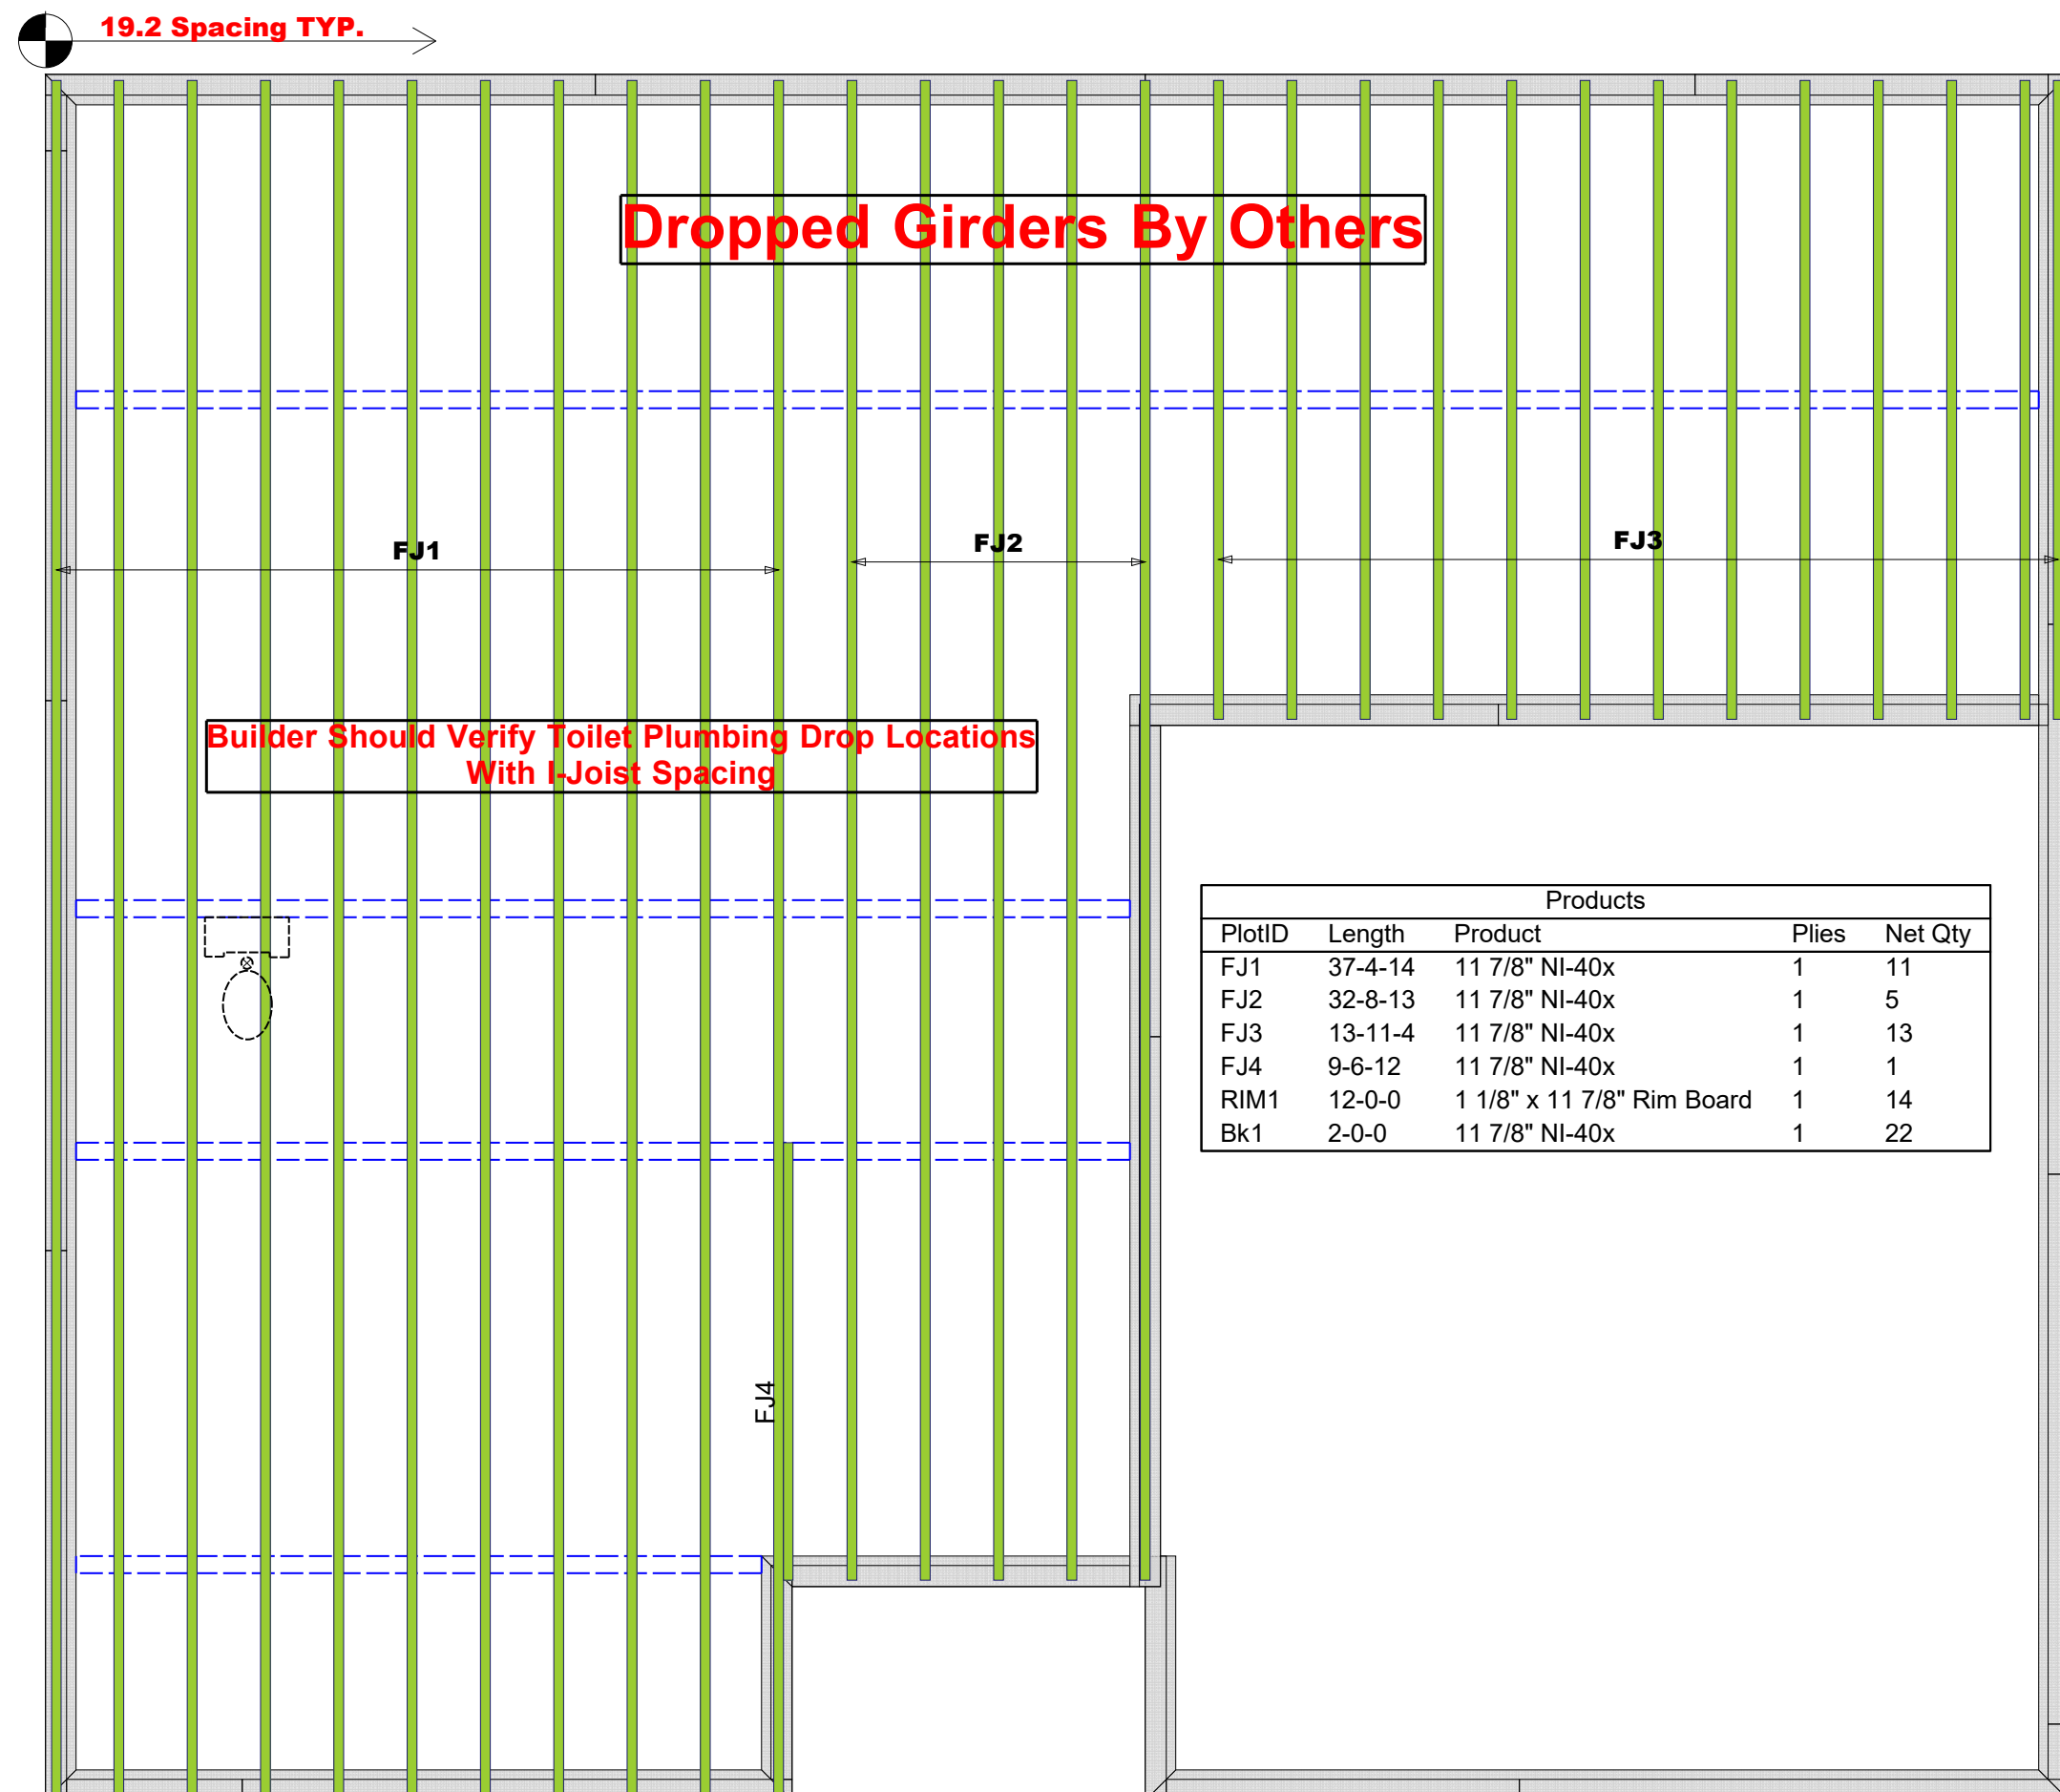 19.2 Spacing TYP.
Dropped Girders By Others
FJ1
FJ2
FJ3
Builder Should Verify Toilet Plumbing Drop Locations
With I-Joist Spacing
Products
PlotID Length Product Plies Net Qty
FJ1 37-4-14 11 7/8" NI-40x 1 11
FJ2 32-8-13 11 7/8" NI-40x 1 5
FJ3 13-11-4 11 7/8" NI-40x 1 13
FJ4 9-6-12 11 7/8" NI-40x 1 1
RIM1 12-0-0 1 1/8" x 11 7/8" Rim Board 1 14
Bk1 2-0-0 11 7/8" NI-40x 1 22
FJ4